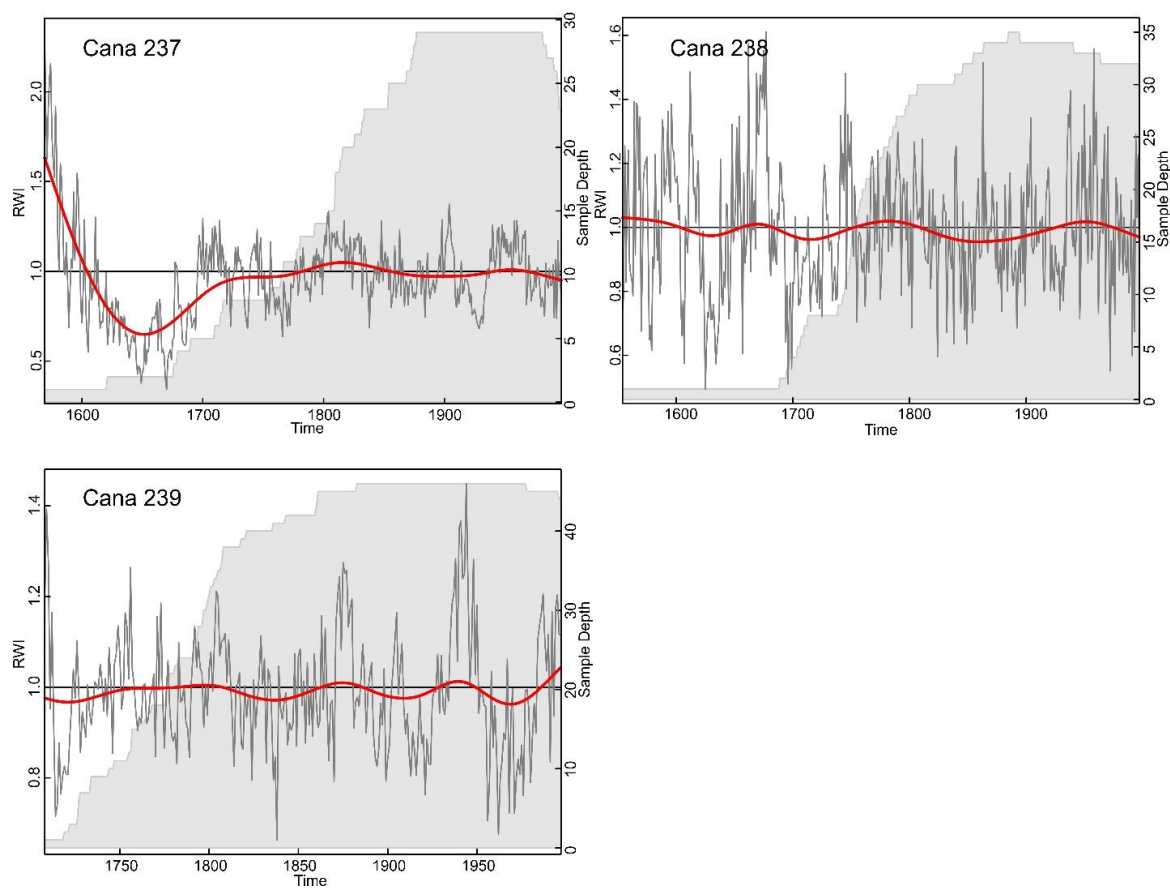 Cana 237
RWI
0.5 1.0 1.5 2.0
0 5 10 15 20 25 30
Sample Depth
1600 1700 1800 1900
Time
Cana 238
RWI
0.6 0.8 1.0 1.2 1.4 1.6
0 5 10 15 20 25 30 35
Sample Depth
1600 1700 1800 1900
Time
Cana 239
RWI
0.8 1.0 1.2 1.4
0 10 20 30 40
Sample Depth
1750 1800 1850 1900 1950
Time